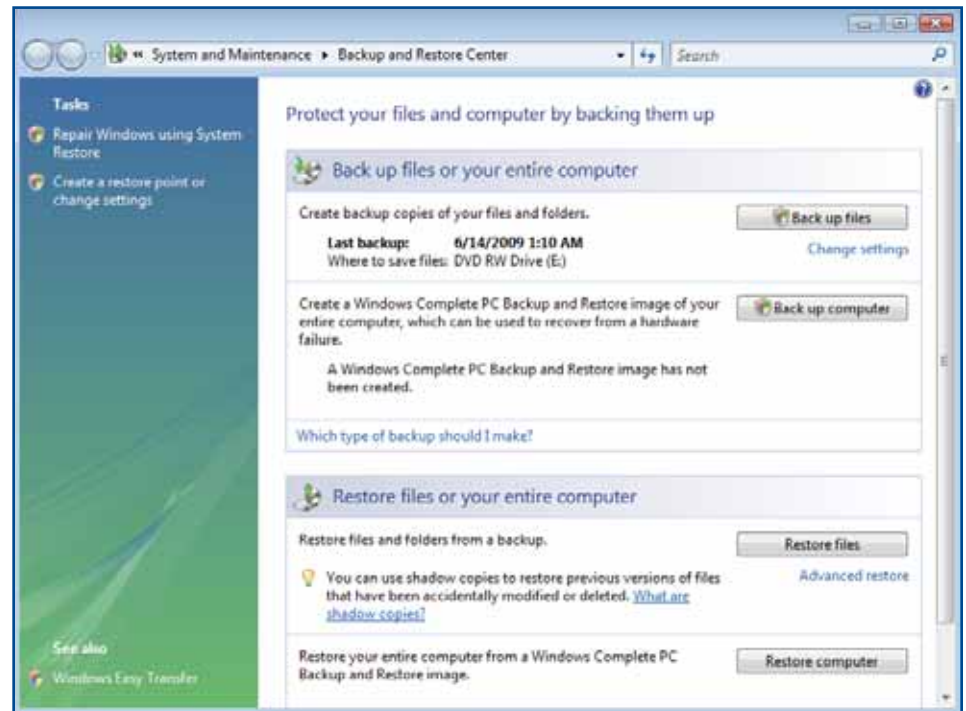 « System and Maintenance ▸ Backup and Restore Center
Search
Tasks
Repair Windows using System
Restore
Create a restore point or
change settings
See also
Windows Easy Transfer
Protect your files and computer by backing them up
Back up files or your entire computer
Create backup copies of your files and folders.
Back up files
Last backup: 6/14/2009 1:10 AM
Change settings
Where to save files: DVD RW Drive (E:)
Create a Windows Complete PC Backup and Restore image of your
entire computer, which can be used to recover from a hardware
failure.
Back up computer
A Windows Complete PC Backup and Restore image has not
been created.
Which type of backup should I make?
Restore files or your entire computer
Restore files and folders from a backup.
Restore files
You can use shadow copies to restore previous versions of files
that have been accidentally modified or deleted. What are
shadow copies?
Advanced restore
Restore your entire computer from a Windows Complete PC
Backup and Restore image.
Restore computer